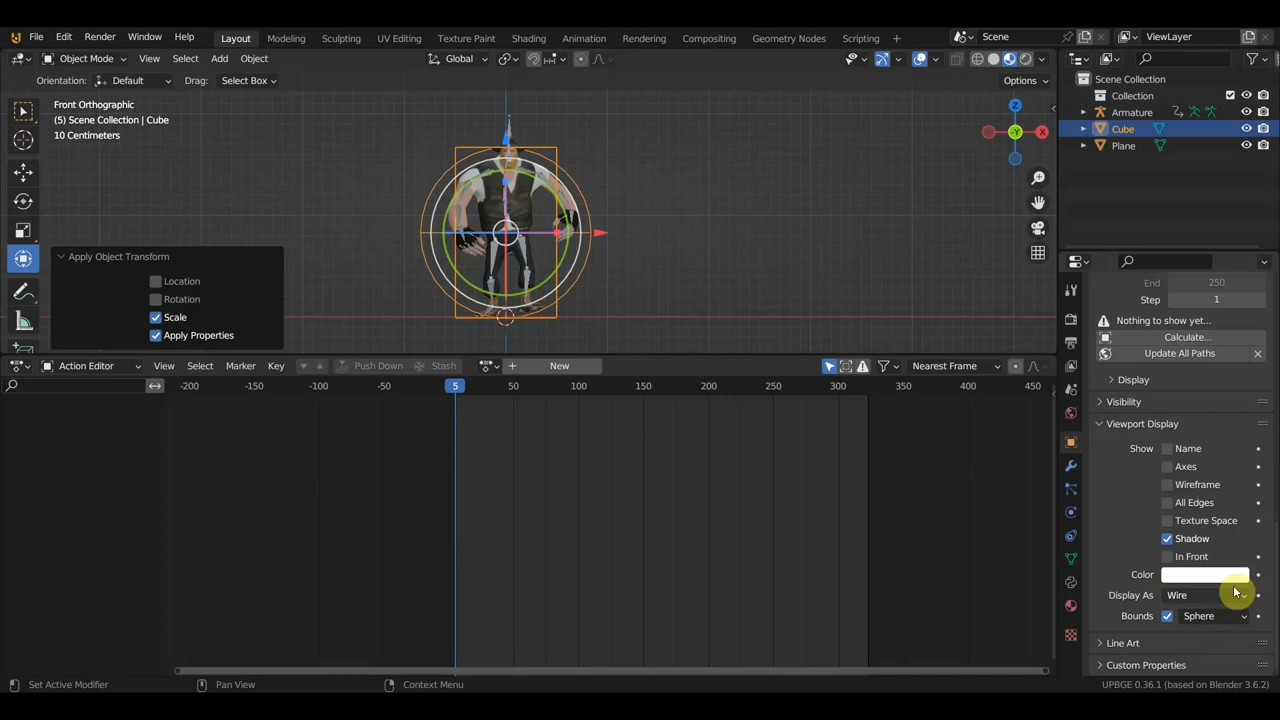 File Edit Render Window Help Layout Modeling Sculpting UV Editing Texture Paint Shading Animation Rendering Compositing Geometry Nodes Scripting + Scene ViewLayer
Object Mode View Select Add Object Global
Orientation: Default Drag: Select Box Options
Front Orthographic
(5) Scene Collection | Cube
10 Centimeters
Z
X
-Y
Apply Object Transform
Location
Rotation
Scale
Apply Properties
Action Editor View Select Marker Key Push Down Stash + New Nearest Frame
-200 -150 -100 -50 5 50 100 150 200 250 300 350 400 450
Scene Collection
Collection
Armature
Cube
Plane
End 250
Step 1
Nothing to show yet...
Calculate...
Update All Paths
Display
Visibility
Viewport Display
Show Name
Axes
Wireframe
All Edges
Texture Space
Shadow
In Front
Color
Display As Wire
Bounds Sphere
Line Art
Custom Properties
Set Active Modifier Pan View Context Menu UPBGE 0.36.1 (based on Blender 3.6.2)